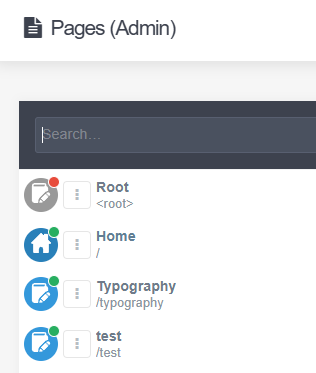 Pages (Admin)
Search...
Root
<root>
Home
/
Typography
/typography
test
/test